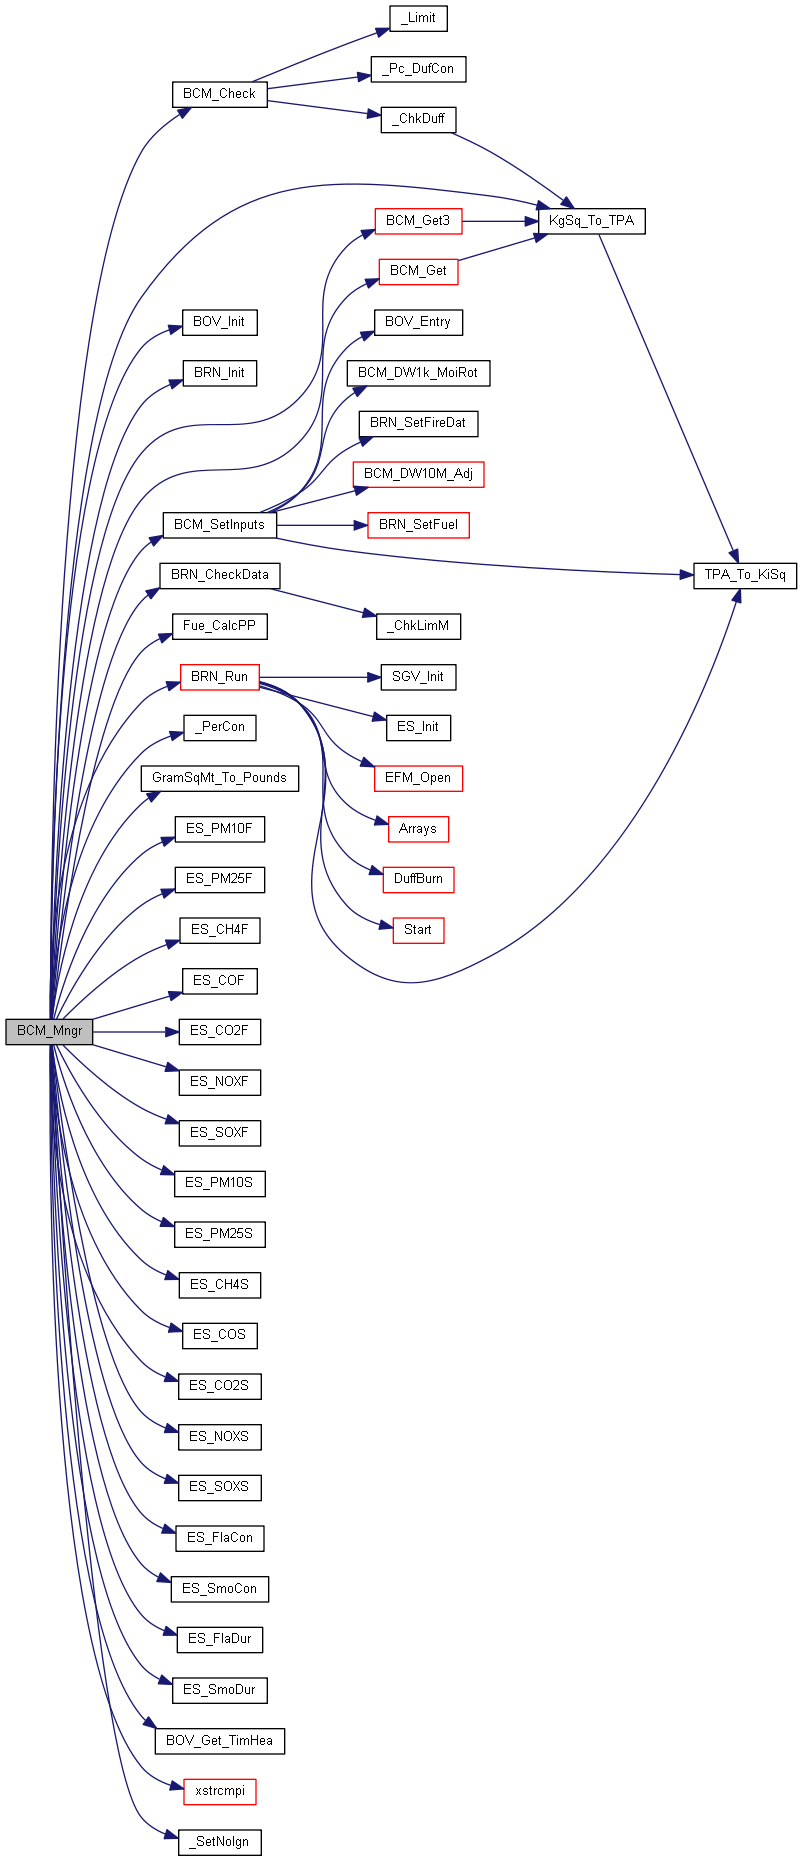 _Limit
_Pc_DufCon
BCM_Check
_ChkDuff
KgSq_To_TPA
BCM_Get3
BCM_Get
BOV_Init
BOV_Entry
BRN_Init
BCM_DW1k_MoiRot
BRN_SetFireDat
BCM_DW10M_Adj
BCM_SetInputs
BRN_SetFuel
BRN_CheckData
TPA_To_KiSq
Fue_CalcPP
_ChkLimM
BRN_Run
SGV_Init
_PerCon
ES_Init
GramSqMt_To_Pounds
EFM_Open
ES_PM10F
Arrays
ES_PM25F
DuffBurn
ES_CH4F
Start
ES_COF
BCM_Mngr
ES_CO2F
ES_NOXF
ES_SOXF
ES_PM10S
ES_PM25S
ES_CH4S
ES_COS
ES_CO2S
ES_NOXS
ES_SOXS
ES_FlaCon
ES_SmoCon
ES_FlaDur
ES_SmoDur
BOV_Get_TimHea
xstrcmpi
_SetNoIgn